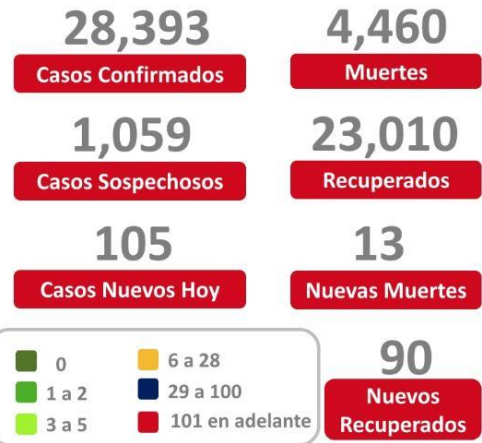 28,393
4,460
Casos Confirmados
Muertes
1,059
23,010
Casos Sospechosos
Recuperados
105
13
Casos Nuevos Hoy
Nuevas Muertes
0
6 a 28
1 a 2
29 a 100
3 a 5
101 en adelante
90
Nuevos
Recuperados